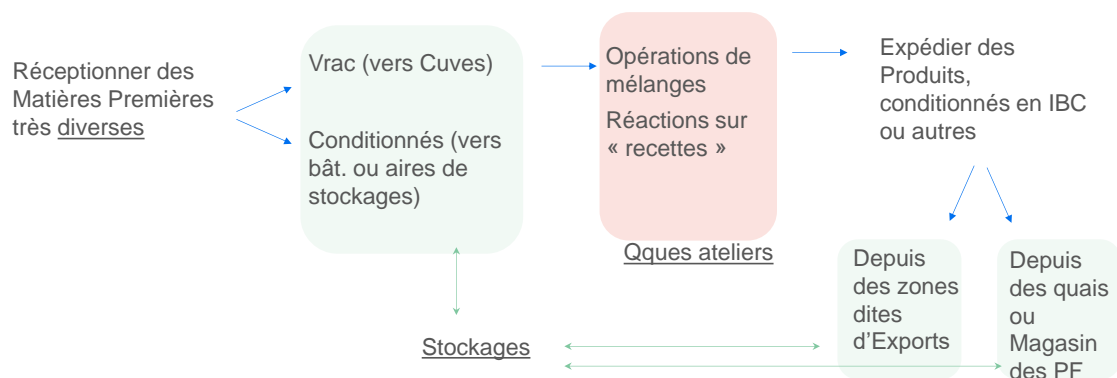 Réceptionner des
Matières Premières
très diverses
Vrac (vers Cuves)
Conditionnés (vers
bât. ou aires de
stockages)
Opérations de
mélanges
Réactions sur
« recettes »
Qques ateliers
Expédier des
Produits,
conditionnés en IBC
ou autres
Depuis
des zones
dites
d’Exports
Depuis
des quais
ou
Magasin
des PF
Stockages